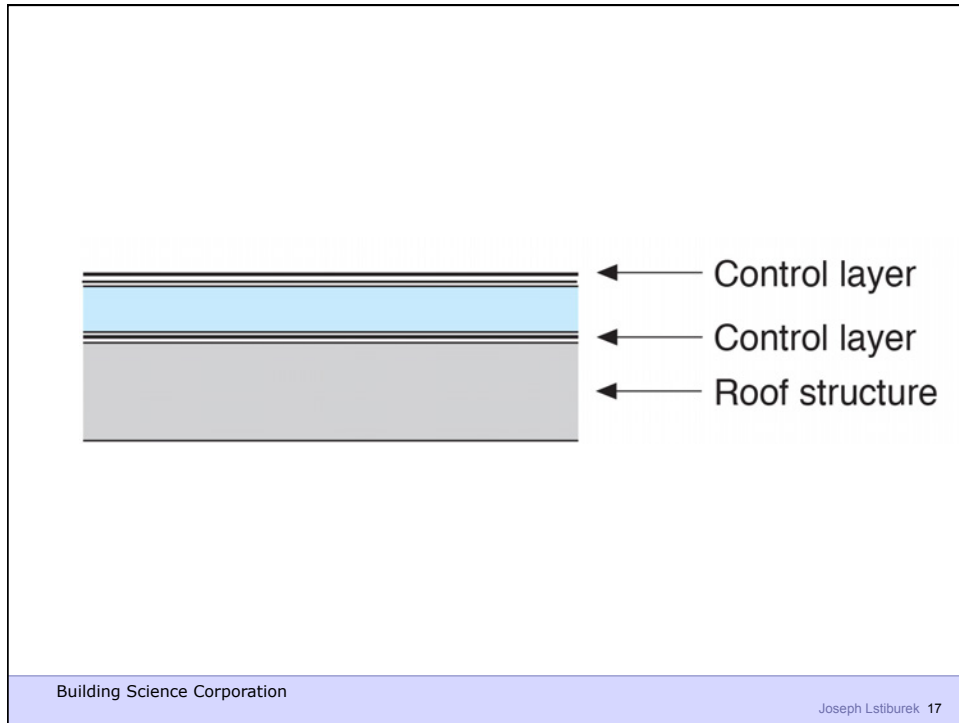 Control layer
Control layer
Roof structure
Building Science Corporation
Joseph Lstiburek 17